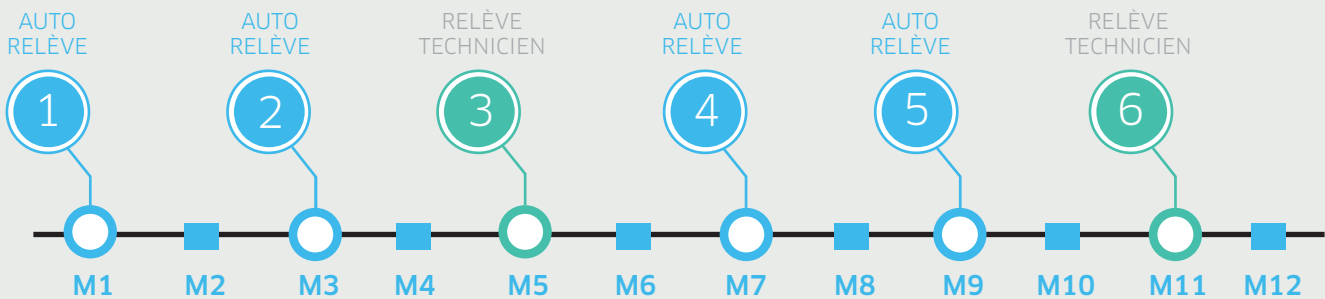 AUTO
RELÈVE
AUTO
RELÈVE
RELÈVE
TECHNICIEN
AUTO
RELÈVE
AUTO
RELÈVE
RELÈVE
TECHNICIEN
1
2
3
4
5
6
M1
M2
M3
M4
M5
M6
M7
M8
M9
M10
M11
M12